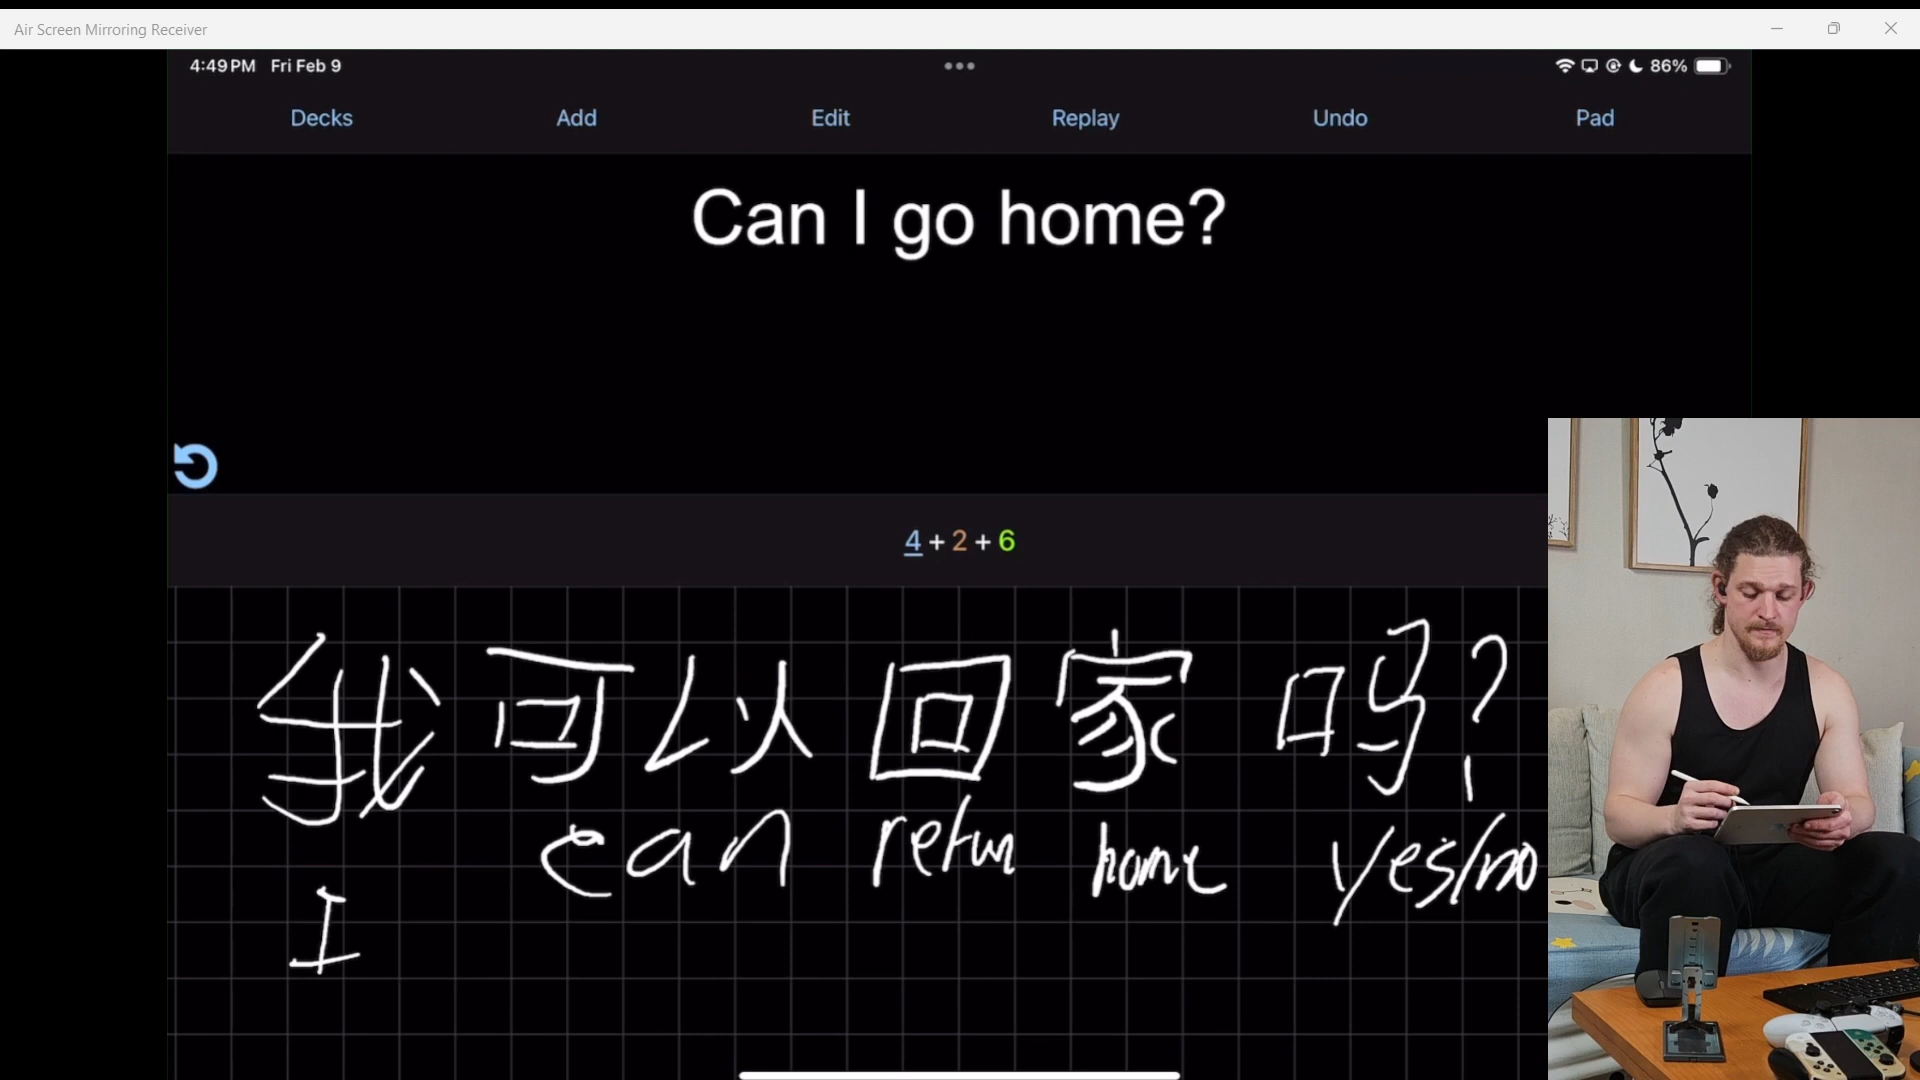 Air Screen Mirroring Receiver
4:49 PM Fri Feb 9
86%
Decks Add Edit Replay Undo Pad
Can I go home?
4 + 2 + 6
我 可以 回 家 吗?
can return home yes/no
I